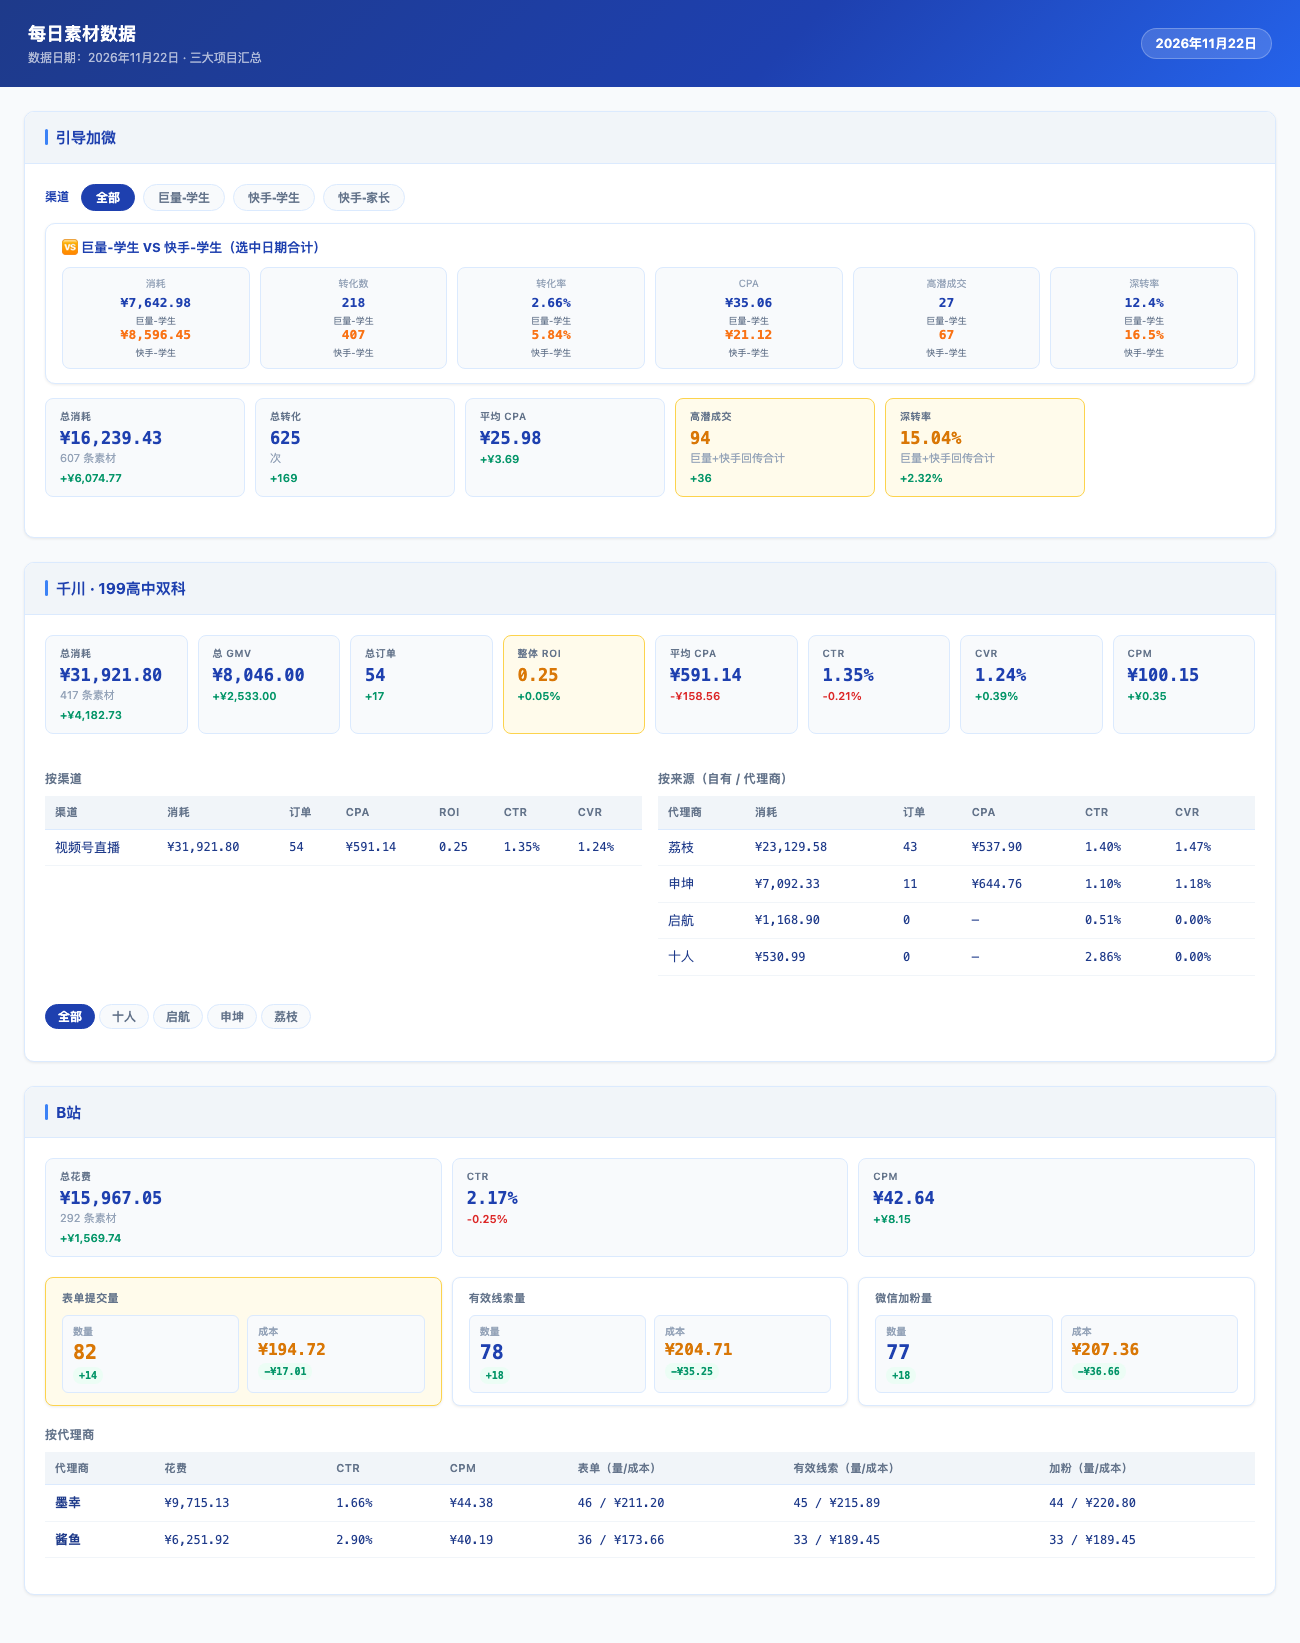 每日素材数据
数据日期：2026年11月22日 · 三大项目汇总
2026年11月22日
引导加微
渠道 全部 巨量-学生 快手-学生 快手-家长
VS 巨量-学生 VS 快手-学生（选中日期合计）
消耗 转化数 转化率 CPA 高潜成交 深转率
¥7,642.98 218 2.66% ¥35.06 27 12.4%
巨量-学生 巨量-学生 巨量-学生 巨量-学生 巨量-学生 巨量-学生
¥8,596.45 407 5.84% ¥21.12 67 16.5%
快手-学生 快手-学生 快手-学生 快手-学生 快手-学生 快手-学生
总消耗 总转化 平均 CPA 高潜成交 深转率
¥16,239.43 625 ¥25.98 94 15.04%
607 条素材 次 +¥3.69 巨量+快手回传合计 巨量+快手回传合计
+¥6,074.77 +169 +36 +2.32%
千川 · 199高中双科
总消耗 总 GMV 总订单 整体 ROI 平均 CPA CTR CVR CPM
¥31,921.80 ¥8,046.00 54 0.25 ¥591.14 1.35% 1.24% ¥100.15
417 条素材 +¥2,533.00 +17 +0.05% -¥158.56 -0.21% +0.39% +¥0.35
+¥4,182.73
按渠道
渠道 消耗 订单 CPA ROI CTR CVR
视频号直播 ¥31,921.80 54 ¥591.14 0.25 1.35% 1.24%
按来源（自有 / 代理商）
代理商 消耗 订单 CPA CTR CVR
荔枝 ¥23,129.58 43 ¥537.90 1.40% 1.47%
申坤 ¥7,092.33 11 ¥644.76 1.10% 1.18%
启航 ¥1,168.90 0 — 0.51% 0.00%
十人 ¥530.99 0 — 2.86% 0.00%
全部 十人 启航 申坤 荔枝
B站
总花费 CTR CPM
¥15,967.05 2.17% ¥42.64
292 条素材 -0.25% +¥8.15
+¥1,569.74
表单提交量 有效线索量 微信加粉量
数量 成本 数量 成本 数量 成本
82 ¥194.72 78 ¥204.71 77 ¥207.36
+14 −¥17.01 +18 −¥35.25 +18 −¥36.66
按代理商
代理商 花费 CTR CPM 表单（量/成本） 有效线索（量/成本） 加粉（量/成本）
墨幸 ¥9,715.13 1.66% ¥44.38 46 / ¥211.20 45 / ¥215.89 44 / ¥220.80
酱鱼 ¥6,251.92 2.90% ¥40.19 36 / ¥173.66 33 / ¥189.45 33 / ¥189.45